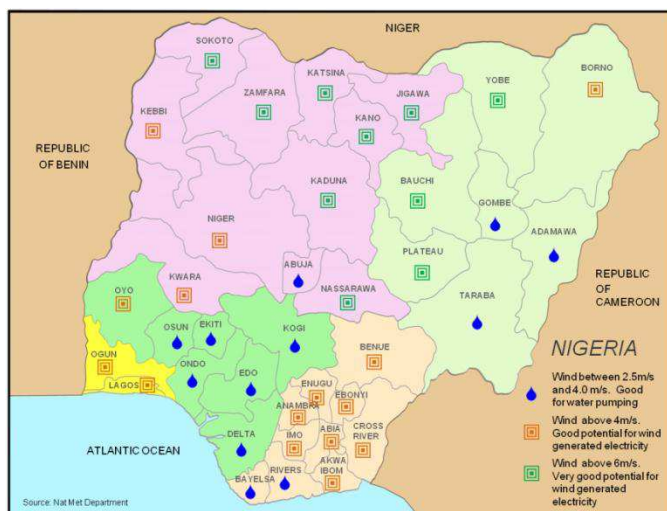 NIGER
SOKOTO
KATSINA
YOBE
BORNO
ZAMFARA
JIGAWA
KEBBI
KANO
REPUBLIC
OF BENIN
KADUNA
BAUCHI
GOMBE
NIGER
ADAMAWA
ABUJA
PLATEAU
KWARA
NASSARAWA
REPUBLIC
OF
CAMEROON
OYO
TARABA
OSUN
EKITI
KOGI
BENUE
NIGERIA
OGUN
ONDO
EDO
LAGOS
ENUGU
EBONYI
ANAMBRA
Wind between 2.5m/s
and 4.0 m/s. Good
for water pumping
DELTA
IMO
ABIA
CROSS
RIVER
AKWA
IBOM
Wind above 4m/s.
Good potential for wind
generated electricity
ATLANTIC OCEAN
BAYELSA
RIVERS
Wind above 6m/s.
Very good potential for
wind generated
electricity
Source: Nat Met Department